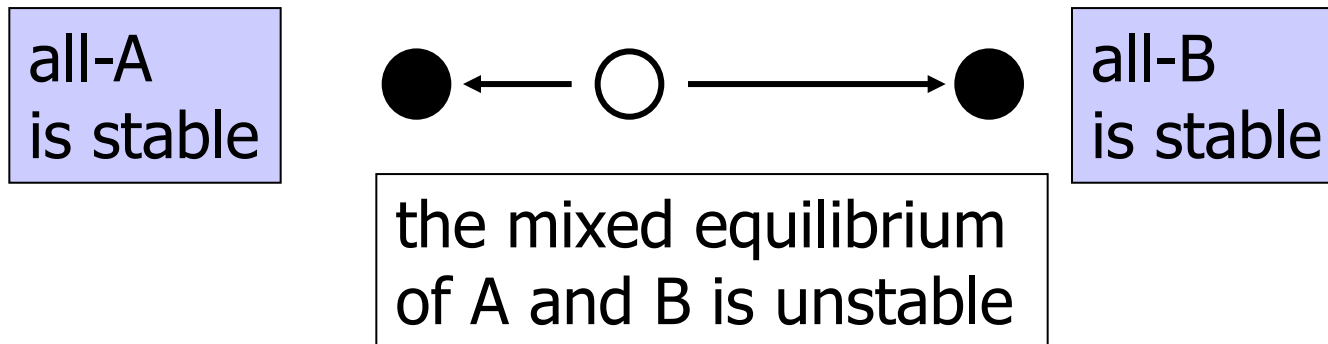 all-A
is stable
all-B
is stable
the mixed equilibrium
of A and B is unstable